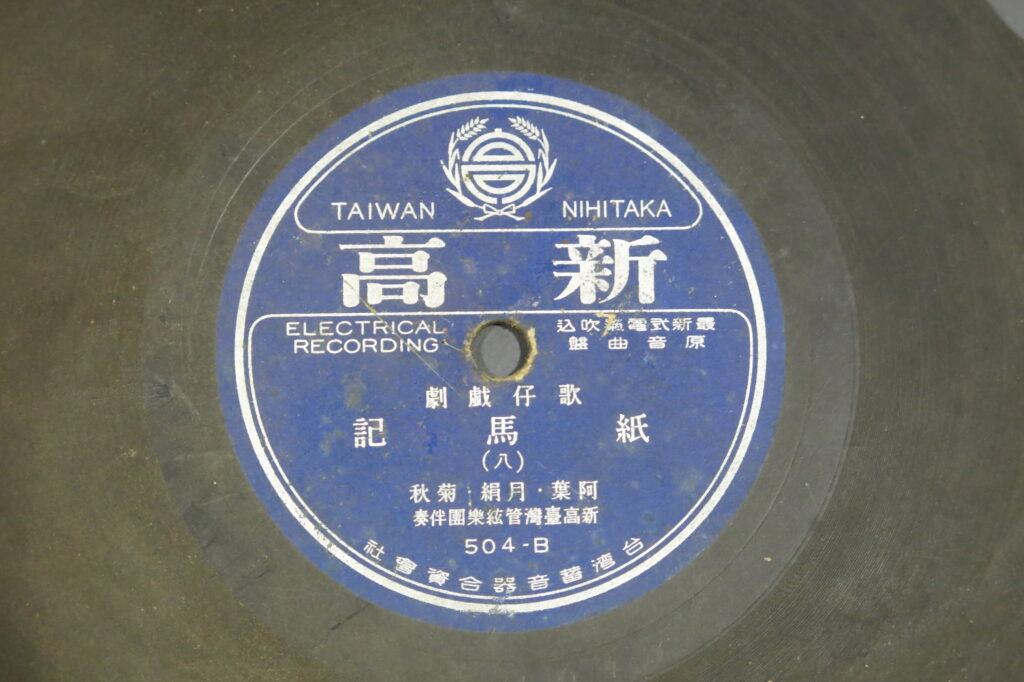 TAIWAN NIHITAKA
新高
ELECTRICAL
RECORDING
最新式電氣吹込
原音曲盤
歌仔戯劇
紙馬記
(八)
阿葉・月絹・菊秋
新高臺灣管絃樂團伴奏
504-B
台湾蓄音器合資會社